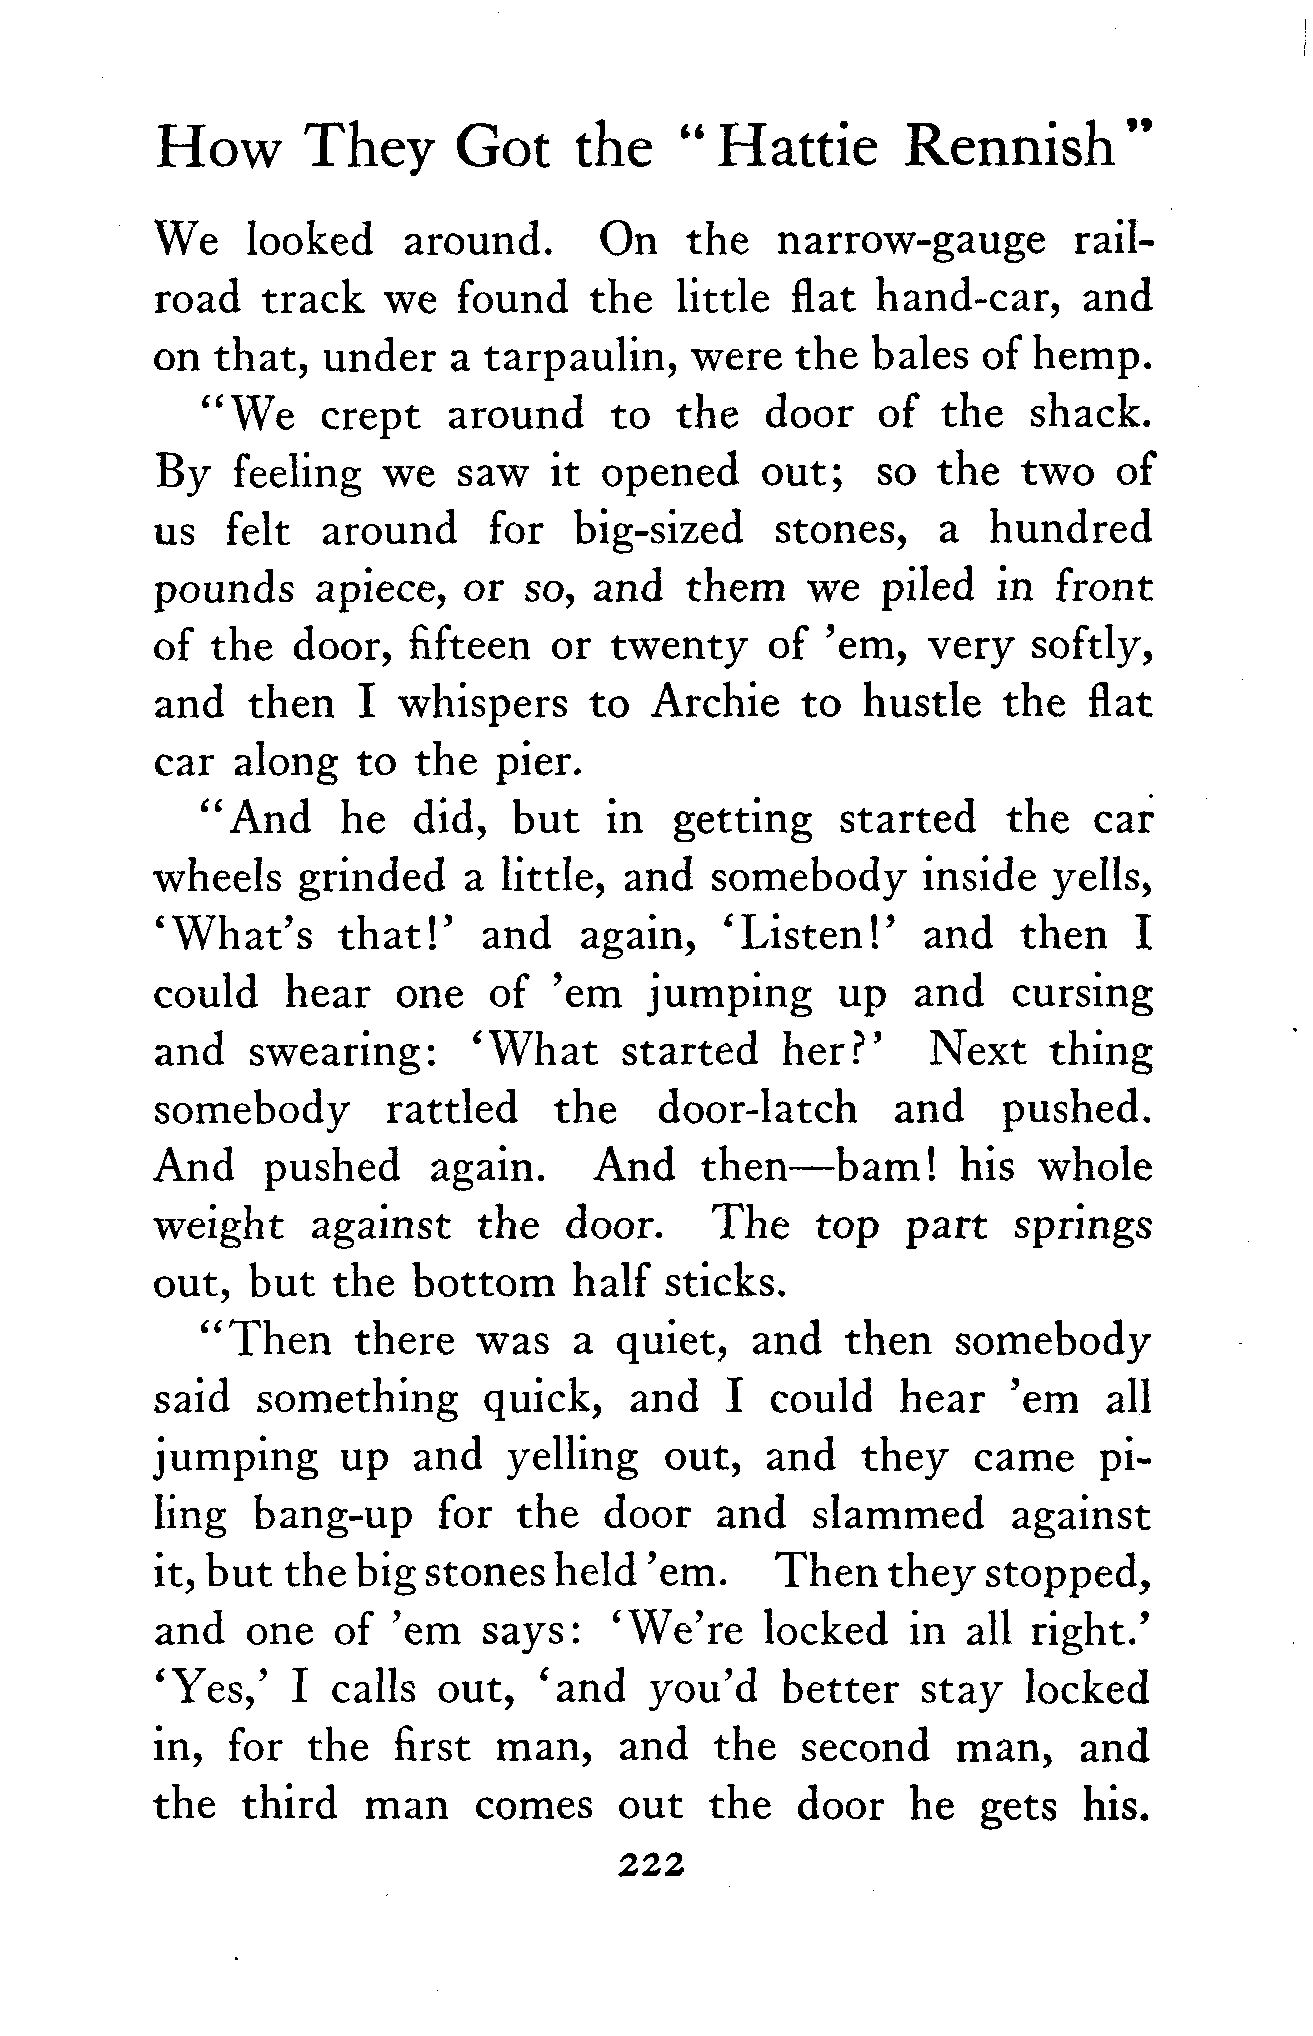 How They Got the “ Hattie Rennish ”
We looked around. On the narrow-gauge rail-
road track we found the little flat hand-car, and
on that, under a tarpaulin, were the bales of hemp.
“We crept around to the door of the shack.
By feeling we saw it opened out; so the two of
us felt around for big-sized stones, a hundred
pounds apiece, or so, and them we piled in front
of the door, fifteen or twenty of ’em, very softly,
and then I whispers to Archie to hustle the flat
car along to the pier.
“And he did, but in getting started the car
wheels grinded a little, and somebody inside yells,
‘What’s that!’ and again, ‘Listen!’ and then I
could hear one of ’em jumping up and cursing
and swearing: ‘What started her?’ Next thing
somebody rattled the door-latch and pushed.
And pushed again. And then—bam! his whole
weight against the door. The top part springs
out, but the bottom half sticks.
“Then there was a quiet, and then somebody
said something quick, and I could hear ’em all
jumping up and yelling out, and they came pi-
ling bang-up for the door and slammed against
it, but the big stones held ’em. Then they stopped,
and one of ’em says: ‘We’re locked in all right.’
‘Yes,’ I calls out, ‘and you’d better stay locked
in, for the first man, and the second man, and
the third man comes out the door he gets his.
222